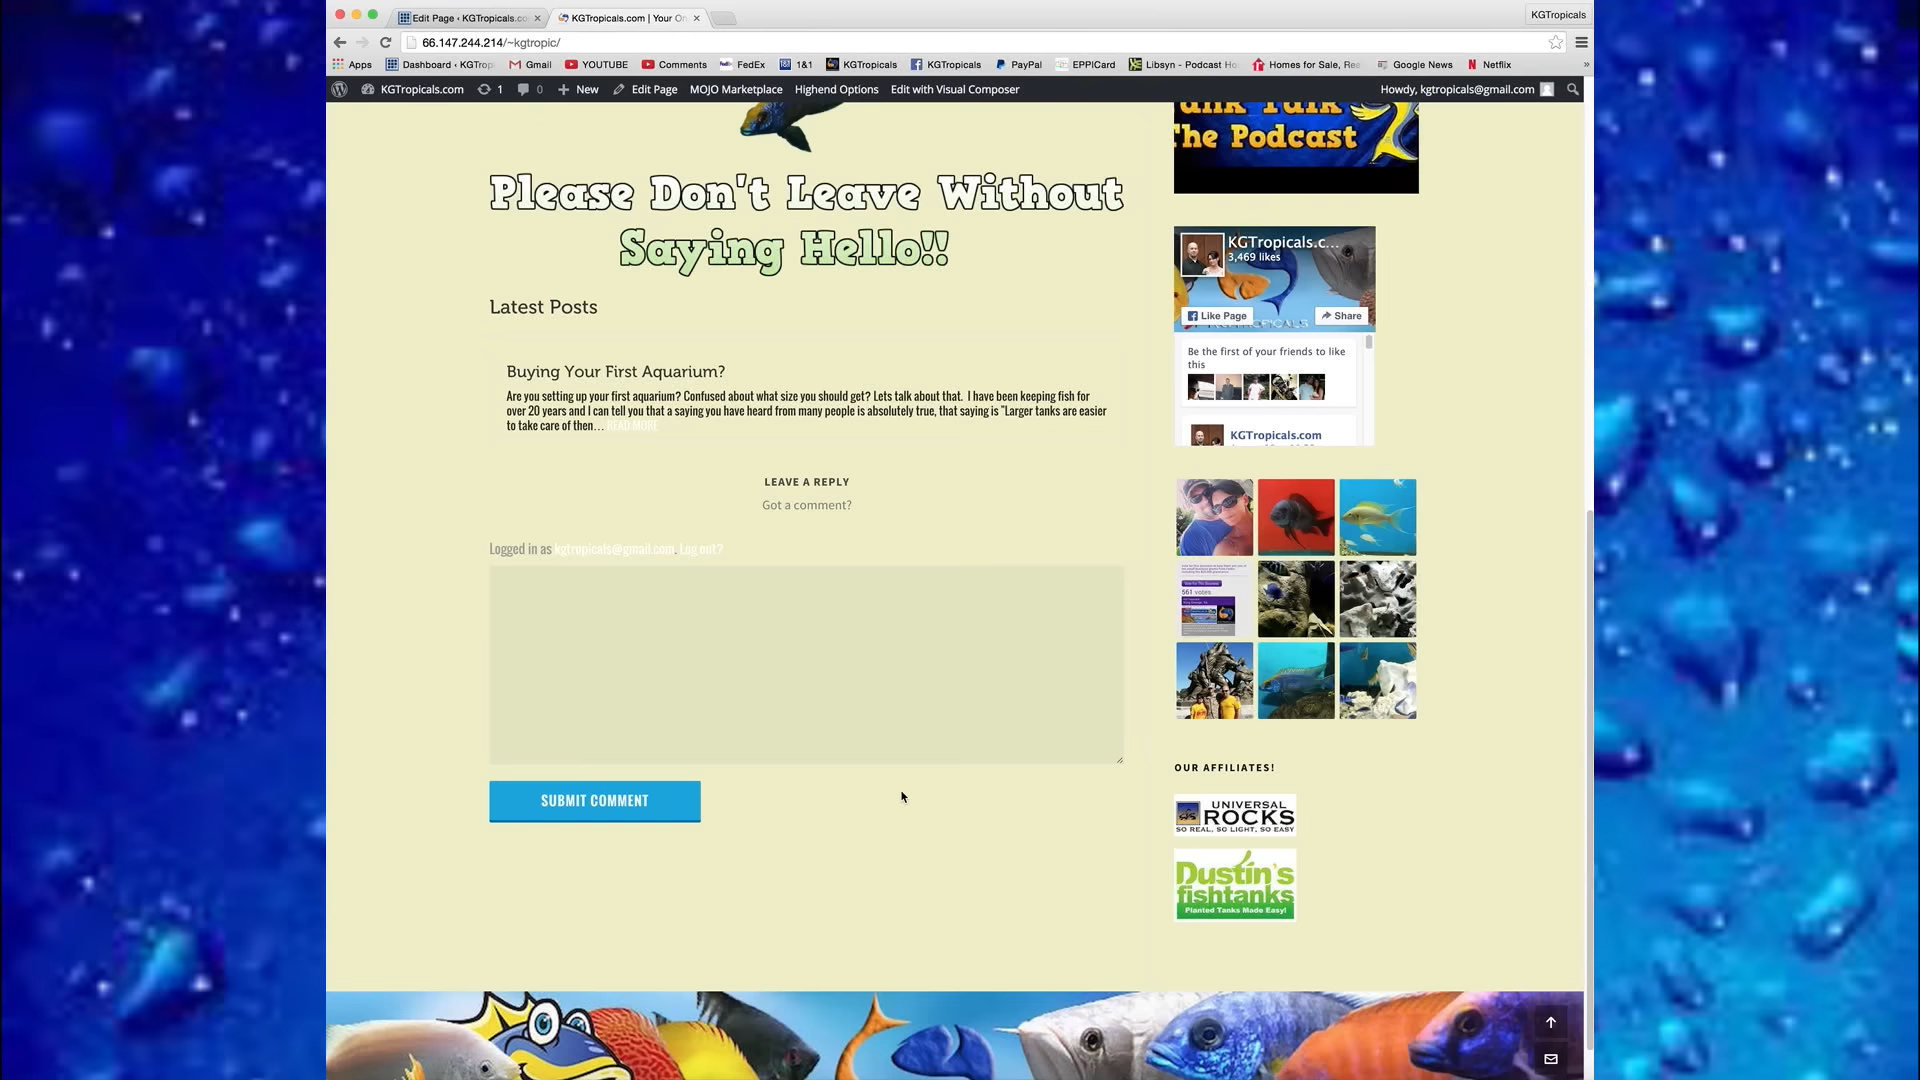 Edit Page ‹ KGTropicals.co
KGTropicals.com | Your On
KGTropicals
66.147.244.214/~kgtropic/
Apps
Dashboard ‹ KGTrop
Gmail
YOUTUBE
Comments
FedEx
1&1
KGTropicals
KGTropicals
PayPal
EPPICard
Libsyn - Podcast Ho
Homes for Sale, Rea
Google News
Netflix
»
KGTropicals.com
1
0
New
Edit Page
MOJO Marketplace
Highend Options
Edit with Visual Composer
Howdy, kgtropicals@gmail.com
Please Don't Leave Without
Saying Hello!!
Latest Posts
Buying Your First Aquarium?
Are you setting up your first aquarium? Confused about what size you should get? Lets talk about that. I have been keeping fish for
over 20 years and I can tell you that a saying you have heard from many people is absolutely true, that saying is "Larger tanks are easier
to take care of then… READ MORE
LEAVE A REPLY
Got a comment?
Logged in as kgtropicals@gmail.com. Log out?
SUBMIT COMMENT
Tank Talk
The Podcast
KGTropicals.c...
3,469 likes
Like Page
Share
Be the first of your friends to like
this
KGTropicals.com
561 votes
OUR AFFILIATES!
UNIVERSAL
ROCKS
SO REAL, SO LIGHT, SO EASY
Dustin's
fishtanks
Planted Tanks Made Easy!